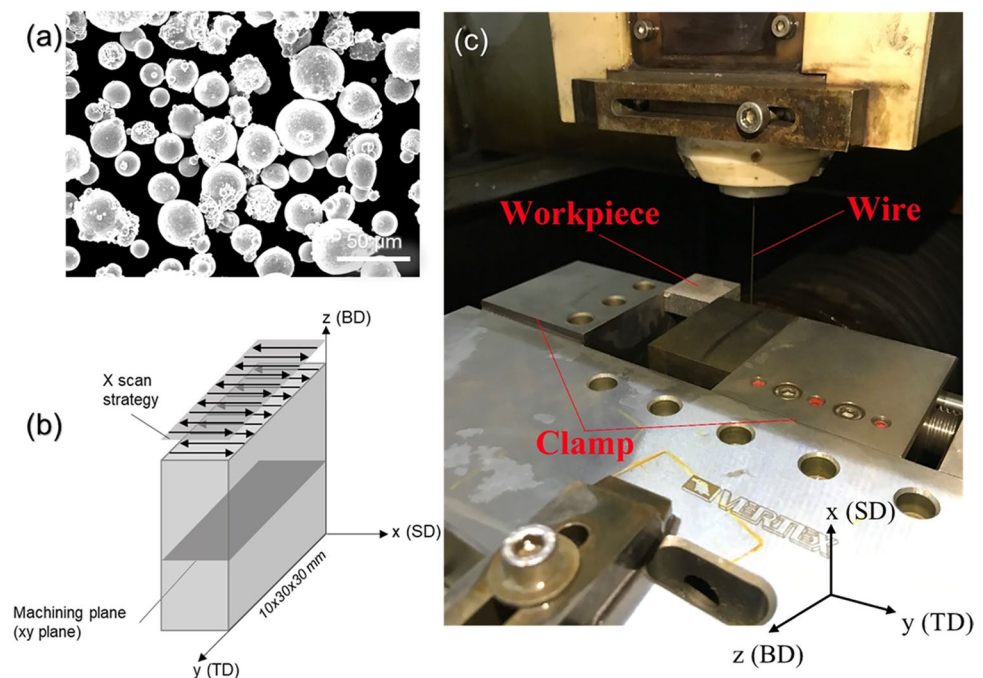 (a)
50 μm
(b)
z (BD)
X scan
strategy
x (SD)
10x30x30 mm
Machining plane
(xy plane)
y (TD)
(c)
Workpiece
Wire
Clamp
VERTEX
x (SD)
y (TD)
z (BD)